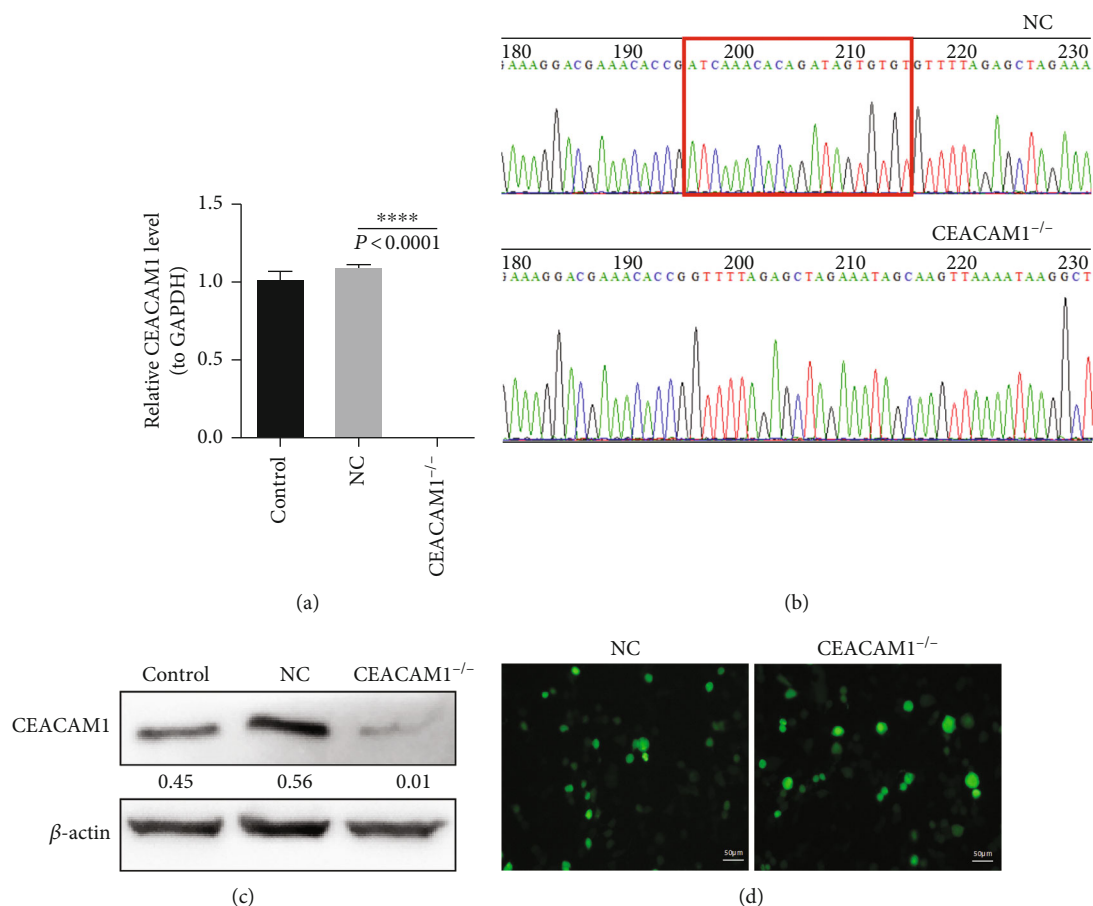 1.5
1.0
0.5
0.0
Relative CEACAM1 level
(to GAPDH)
****
P < 0.0001
Control
NC
CEACAM1−/−
(a)
NC
180 190 200 210 220 230
GAAAGGACGAAACACCGATCAAACACAGATAGTGTGTGTTTTAGAGCTAGAAA
CEACAM1−/−
180 190 200 210 220 230
GAAAGGACGAAACACCGGTTTTAGAGCTAGAAATAGCAAGTTAAAATAAGGCT
(b)
Control NC CEACAM1−/−
CEACAM1
0.45 0.56 0.01
β-actin
(c)
NC CEACAM1−/−
50μm 50μm
(d)